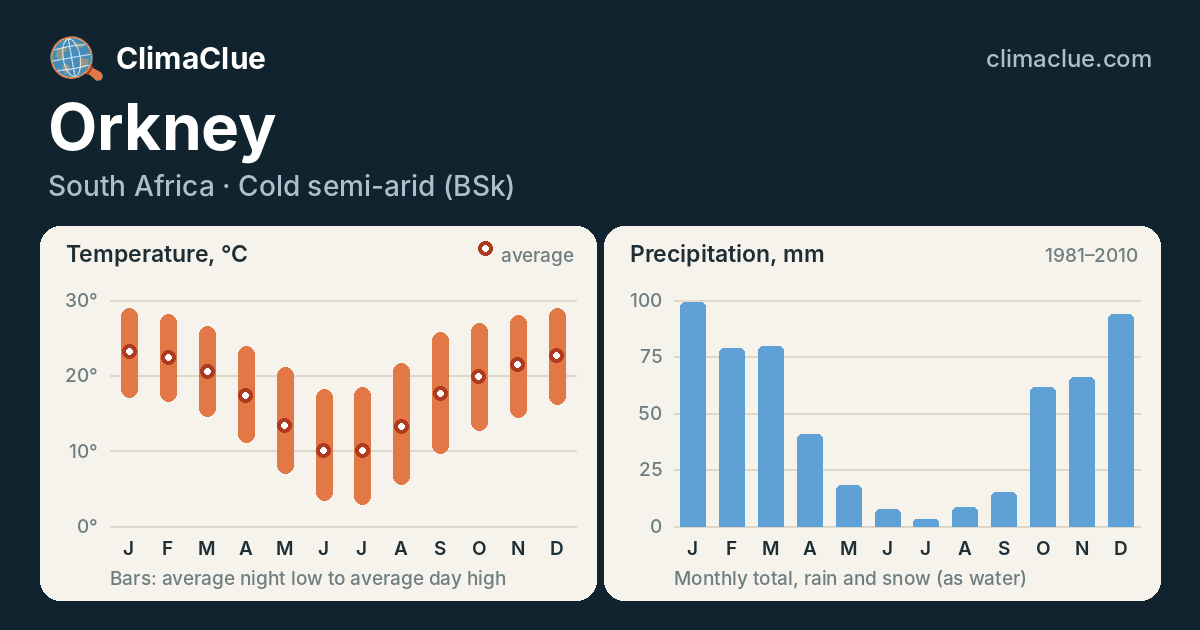 ClimaClue
climaclue.com
Orkney
South Africa · Cold semi-arid (BSk)
Temperature, °C
average
30°
20°
10°
0°
J F M A M J J A S O N D
Bars: average night low to average day high
Precipitation, mm
1981–2010
100
75
50
25
0
J F M A M J J A S O N D
Monthly total, rain and snow (as water)